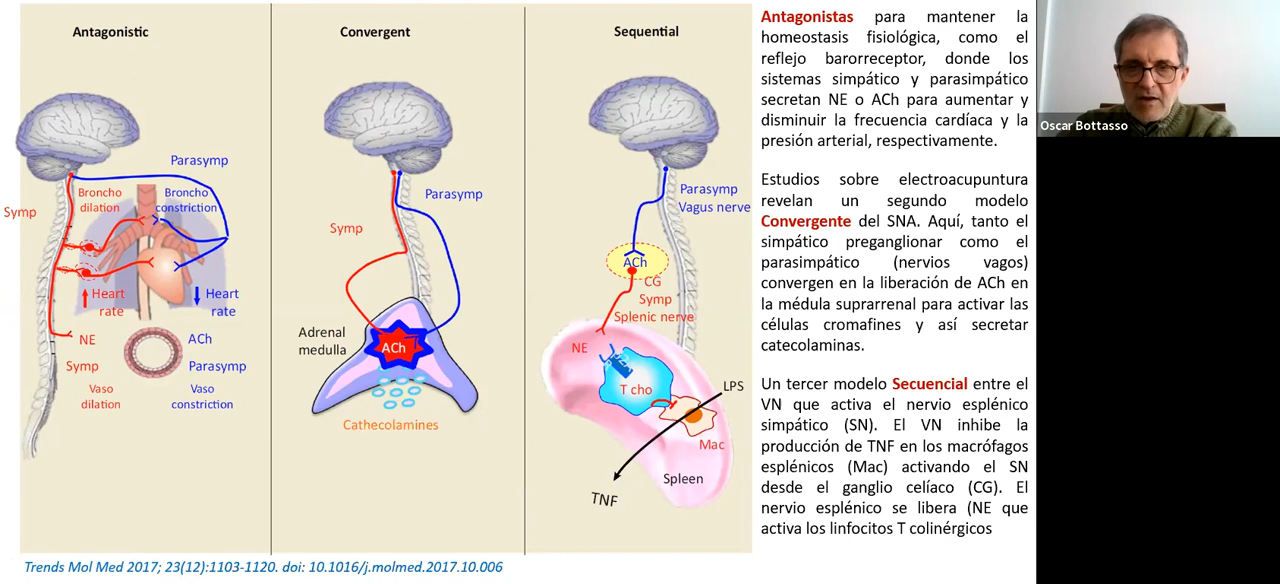 Antagonistic
Convergent
Sequential
Parasymp
Broncho
dilation
Broncho
constriction
Symp
Heart
rate
Heart
rate
NE
ACh
Symp
Parasymp
Vaso
dilation
Vaso
constriction
Parasymp
Symp
Adrenal
medulla
ACh
Cathecolamines
Parasymp
Vagus nerve
ACh
CG
Symp
Splenic nerve
NE
T cho
LPS
Mac
Spleen
TNF
Trends Mol Med 2017; 23(12):1103-1120. doi: 10.1016/j.molmed.2017.10.006
Antagonistas para mantener la
homeostasis fisiológica, como el
reflejo barorreceptor, donde los
sistemas simpático y parasimpático
secretan NE o ACh para aumentar y
disminuir la frecuencia cardíaca y la
presión arterial, respectivamente.
Estudios sobre electroacupuntura
revelan un segundo modelo
Convergente del SNA. Aquí, tanto el
simpático preganglionar como el
parasimpático (nervios vagos)
convergen en la liberación de ACh en
la médula suprarrenal para activar las
células cromafines y así secretar
catecolaminas.
Un tercer modelo Secuencial entre el
VN que activa el nervio esplénico
simpático (SN). El VN inhibe la
producción de TNF en los macrófagos
esplénicos (Mac) activando el SN
desde el ganglio celíaco (CG). El
nervio esplénico se libera (NE que
activa los linfocitos T colinérgicos
Oscar Bottasso